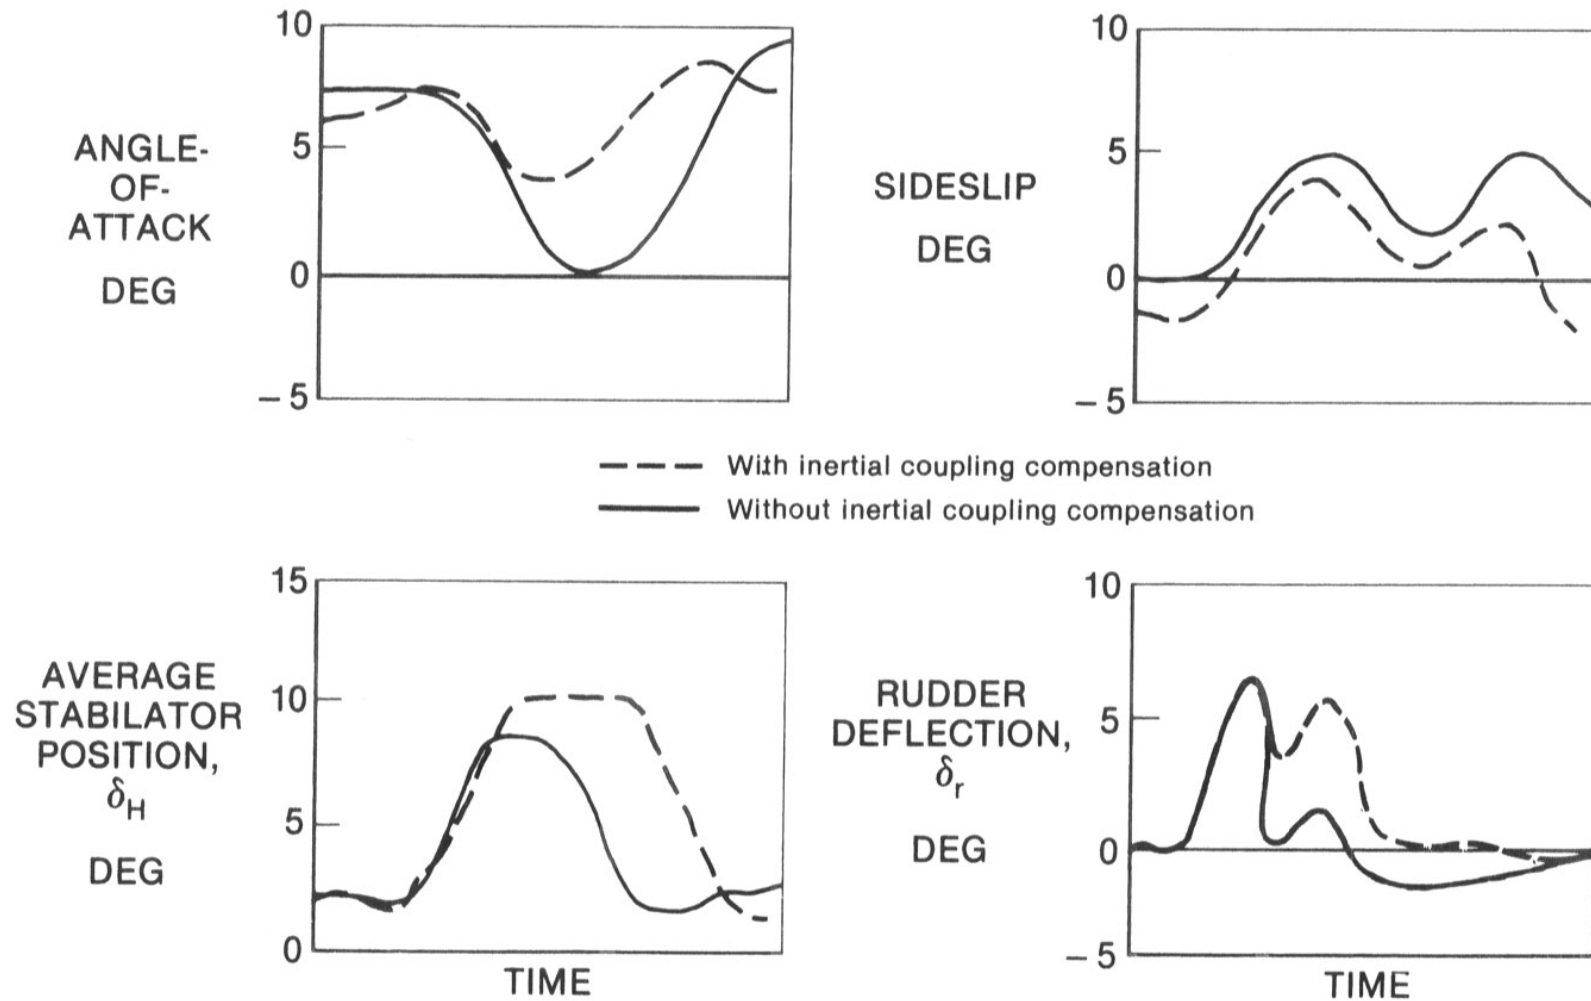 10
5
0
– 5
ANGLE-
OF-
ATTACK
DEG
10
5
0
– 5
SIDESLIP
DEG
With inertial coupling compensation
Without inertial coupling compensation
15
10
5
0
AVERAGE
STABILATOR
POSITION,
δH
DEG
TIME
10
5
0
– 5
RUDDER
DEFLECTION,
δr
DEG
TIME